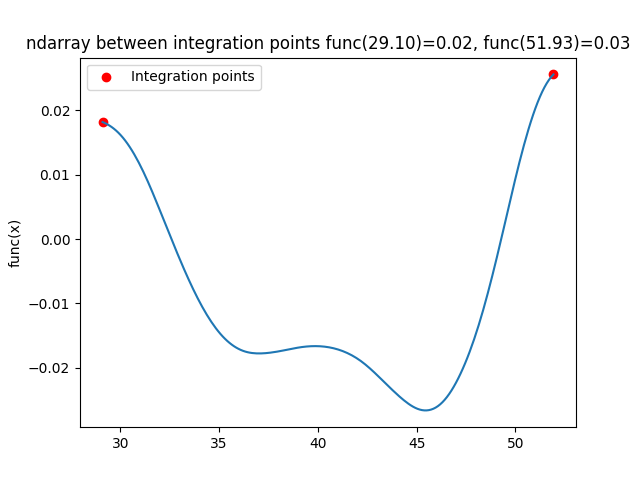 ndarray between integration points func(29.10)=0.02, func(51.93)=0.03
Integration points
func(x)
0.02
0.01
0.00
−0.01
−0.02
30 35 40 45 50